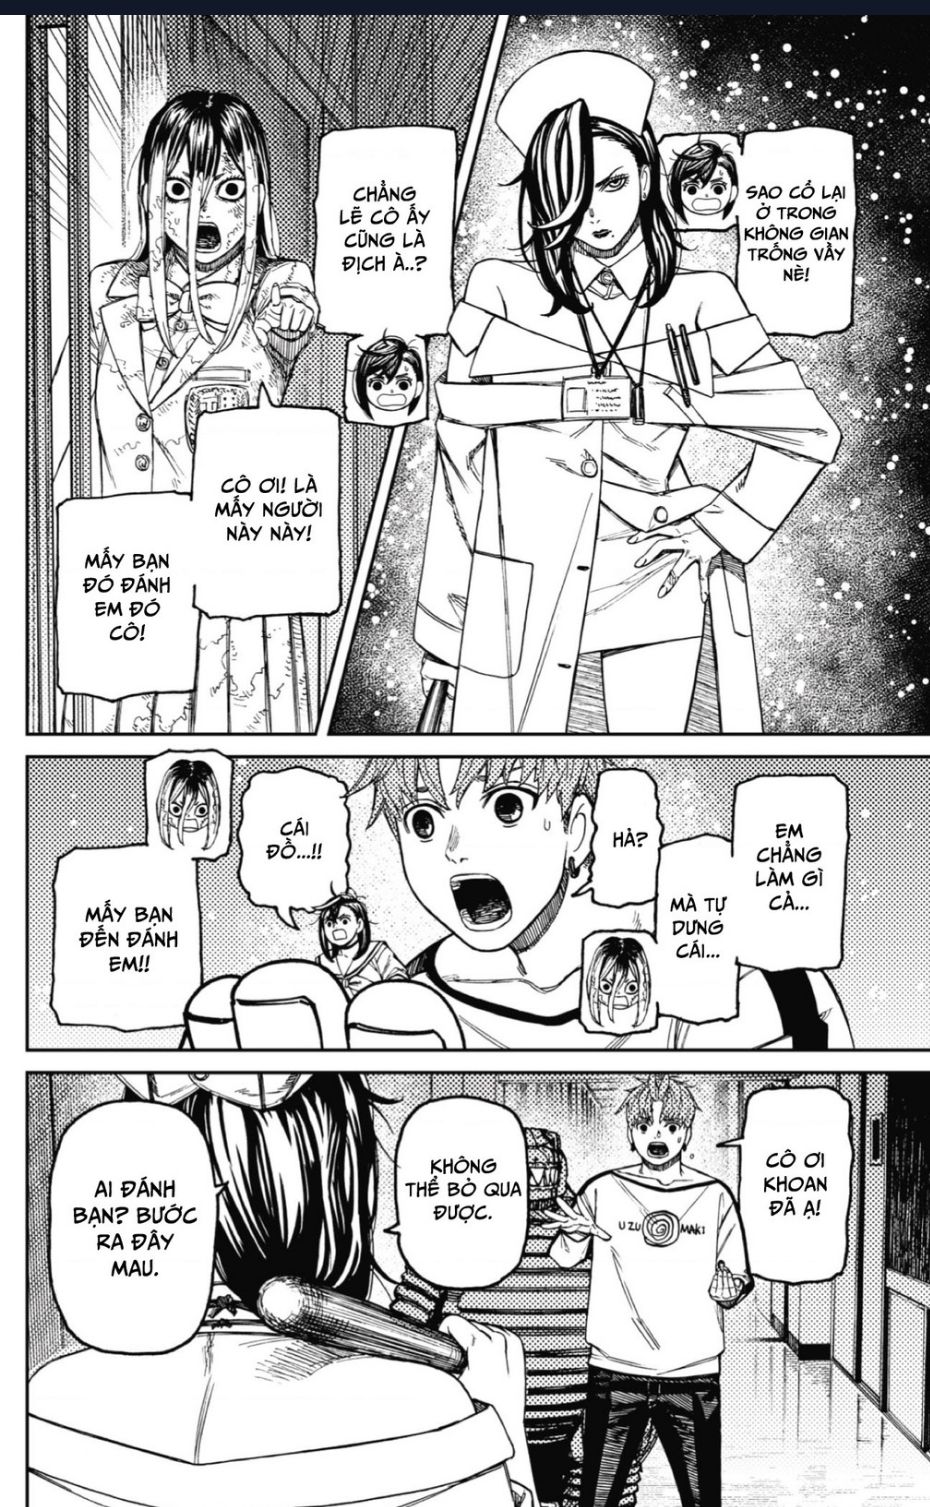 SAO CỔ LẠI
Ở TRONG
KHÔNG GIAN
TRỐNG VẦY
NÈ!
CHẲNG
LẼ CÔ ẤY
CŨNG LÀ
ĐỊCH À..?
CÔ ƠI! LÀ
MẤY NGƯỜI
NÀY NÀY!
MẤY BẠN
ĐÓ ĐÁNH
EM ĐÓ
CÔ!
EM
CHẲNG
LÀM GÌ
CẢ...
MÀ TỰ
DƯNG
CÁI...
HẢ?
CÁI
ĐỒ...!!
MẤY BẠN
ĐẾN ĐÁNH
EM!!
CÔ ƠI
KHOAN
ĐÃ Ạ!
UZU MAKI
KHÔNG
THỂ BỎ QUA
ĐƯỢC.
AI ĐÁNH
BẠN? BƯỚC
RA ĐÂY
MAU.